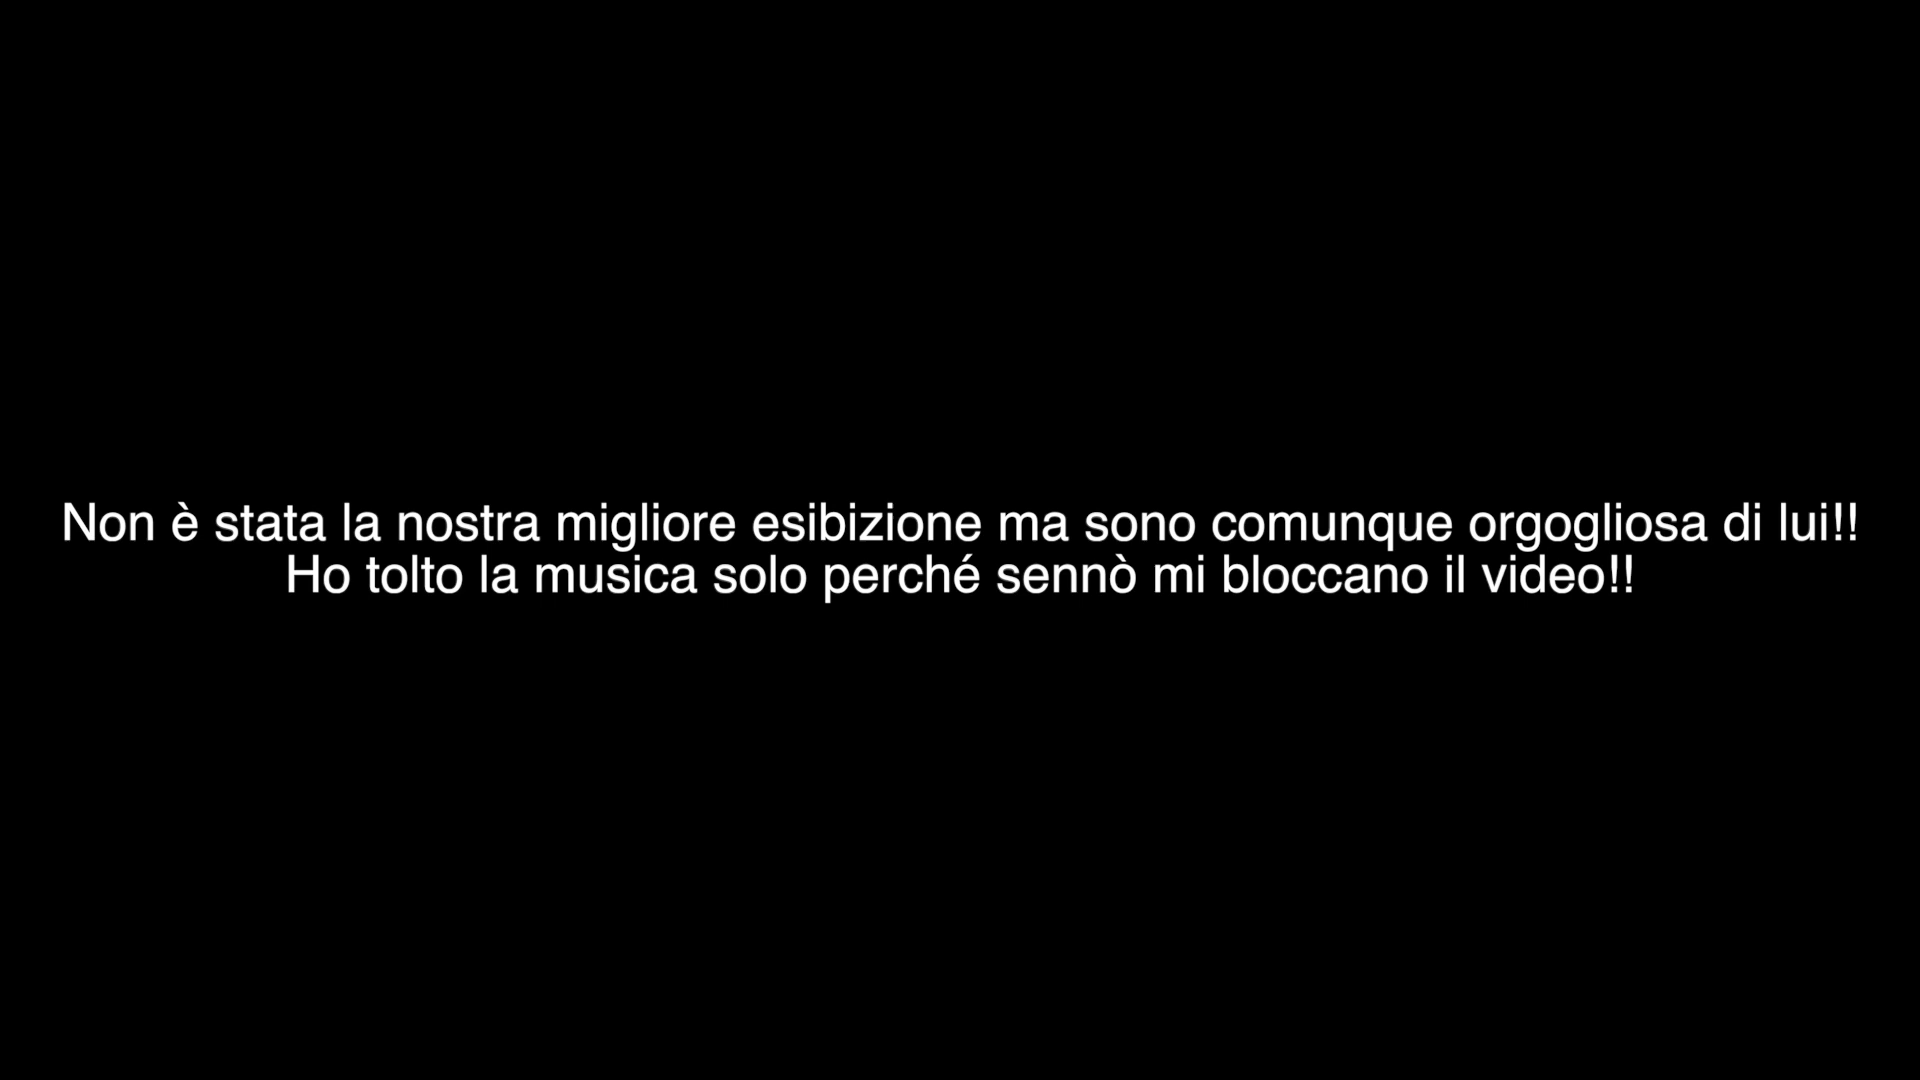 Non è stata la nostra migliore esibizione ma sono comunque orgogliosa di lui!!
Ho tolto la musica solo perché sennò mi bloccano il video!!